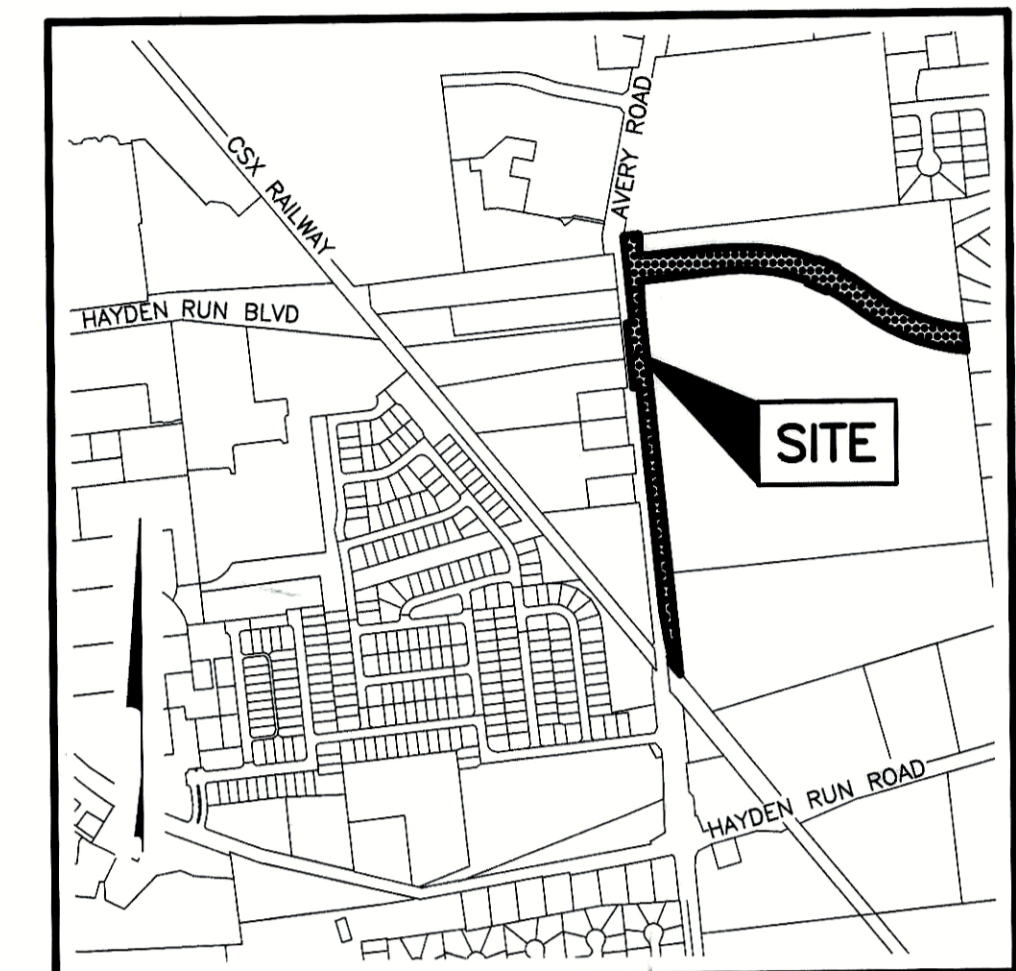 AVERY ROAD
CSX RAILWAY
HAYDEN RUN BLVD
SITE
HAYDEN RUN ROAD